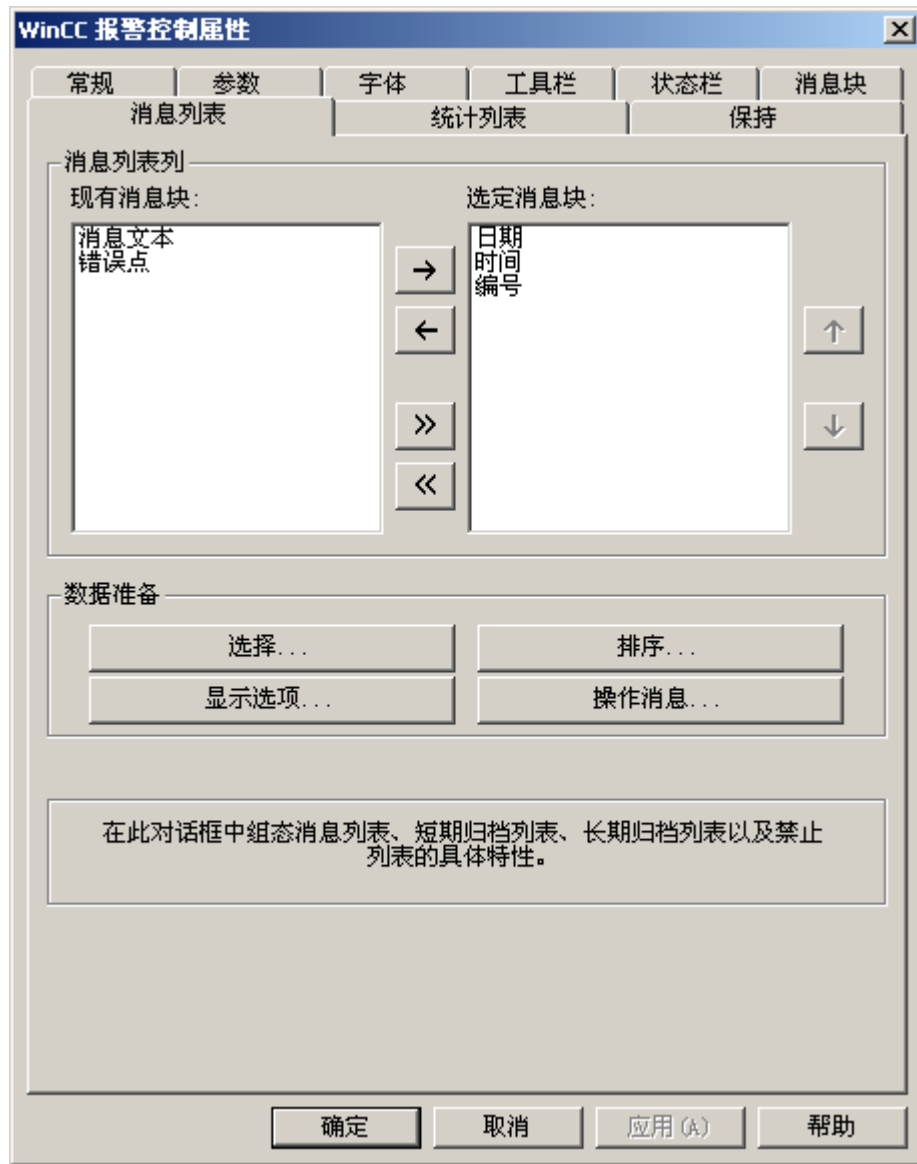 WinCC 报警控制属性
常规 参数 字体 工具栏 状态栏 消息块
消息列表 统计列表 保持
消息列表列
现有消息块: 选定消息块:
消息文本 日期
错误点 时间
编号
数据准备
选择... 排序...
显示选项... 操作消息...
在此对话框中组态消息列表、短期归档列表、长期归档列表以及禁止
列表的具体特性。
确定 取消 应用(A) 帮助